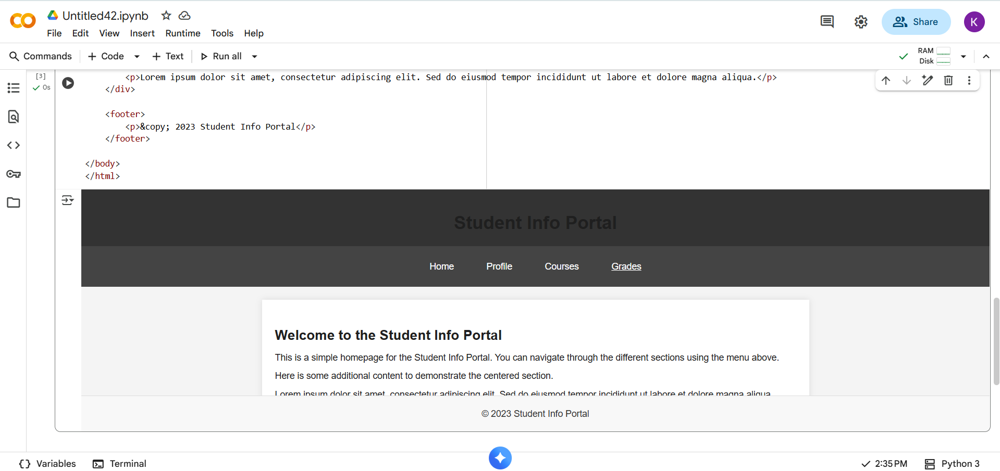 Untitled42.ipynb
File Edit View Insert Runtime Tools Help
Share
K
Commands + Code + Text Run all
RAM
Disk
[3]
0s
<p>Lorem ipsum dolor sit amet, consectetur adipiscing elit. Sed do eiusmod tempor incididunt ut labore et dolore magna aliqua.</p>
</div>
<footer>
<p>&copy; 2023 Student Info Portal</p>
</footer>
</body>
</html>
Student Info Portal
Home Profile Courses Grades
Welcome to the Student Info Portal
This is a simple homepage for the Student Info Portal. You can navigate through the different sections using the menu above.
Here is some additional content to demonstrate the centered section.
Lorem ipsum dolor sit amet, consectetur adipiscing elit. Sed do eiusmod tempor incididunt ut labore et dolore magna aliqua.
© 2023 Student Info Portal
{} Variables Terminal
2:35 PM Python 3